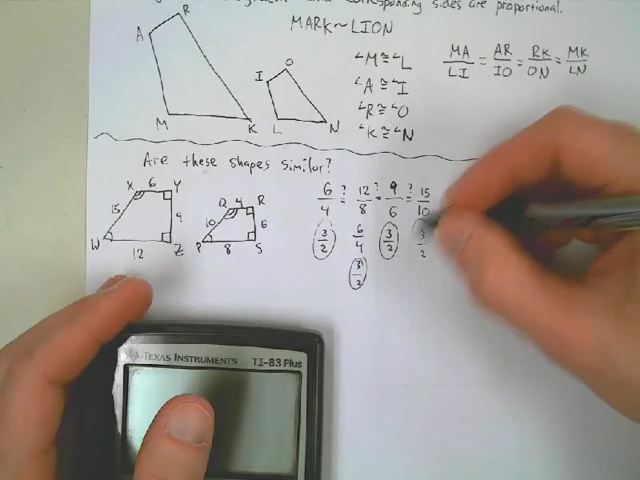 corresponding sides are proportional.
MARK~LION
∠M≅∠L
∠A≅∠I
∠R≅∠O
∠K≅∠N
MA/LI = AR/IO = RK/ON = MK/LN
A R M K
I O L N
Are these shapes similar?
X 6 Y
15 9
W 12 Z
Q 4 R
10 6
P 8 S
6/4 ≟ 12/8 ≟ 9/6 ≟ 15/10
3/2 6/4 3/2 3/2
3/2
TEXAS INSTRUMENTS TI-83 Plus